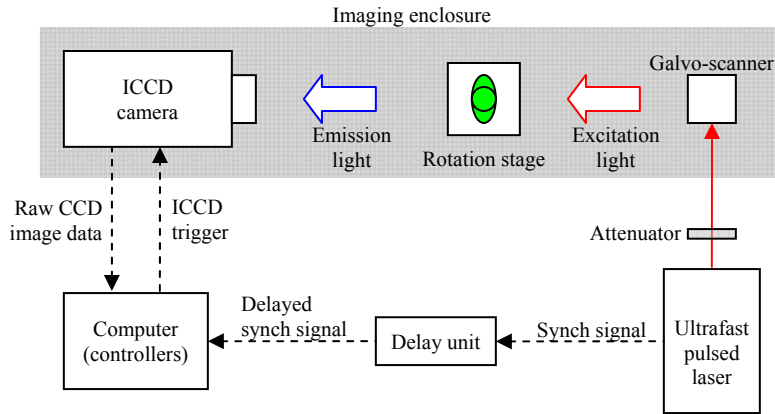 Imaging enclosure
ICCD
camera
Galvo-scanner
Emission
light
Rotation stage
Excitation
light
Raw CCD
image data
ICCD
trigger
Attenuator
Computer
(controllers)
Delayed
synch signal
Delay unit
Synch signal
Ultrafast
pulsed
laser